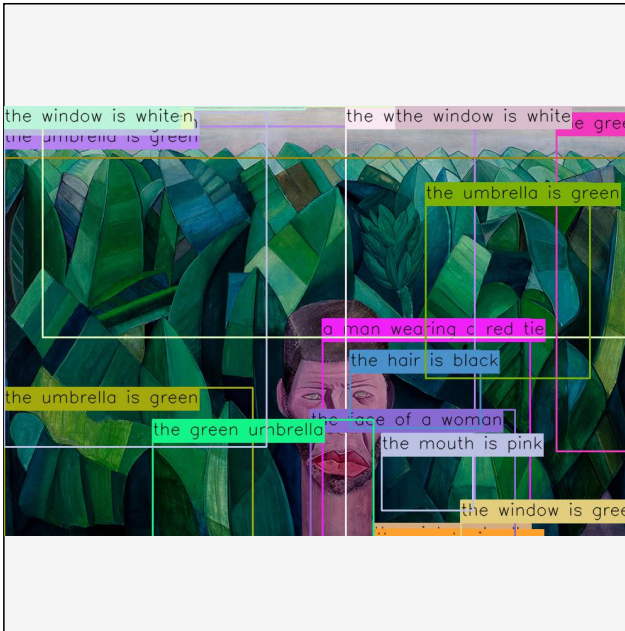 the window is white
the w
the window is white
e gree
the umbrella is green
the umbrella is green
a man wearing a red tie
the hair is black
the umbrella is green
the face of a woman
the green umbrella
the mouth is pink
the window is gree